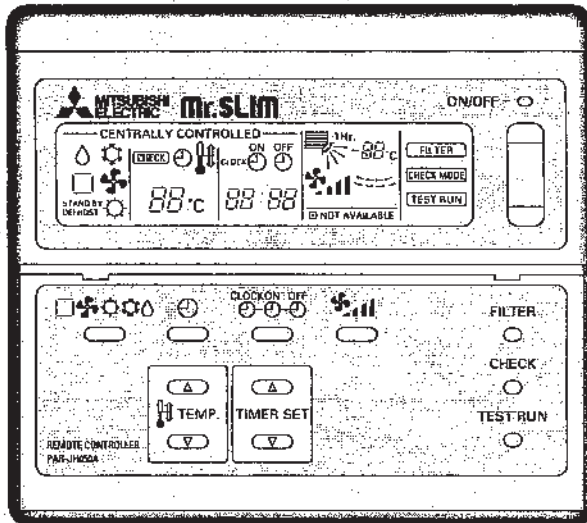 MITSUBISHI
ELECTRIC
Mr.SLIM
ON/OFF
CENTRALLY CONTROLLED
CHECK
CLOCK
ON OFF
1Hr.
88°C
FILTER
CHECK MODE
TEST RUN
STAND BY
DEFROST
88°C
88:88
NOT AVAILABLE
CLOCK ON OFF
FILTER
CHECK
TEMP.
TIMER SET
TEST RUN
REMOTE CONTROLLER